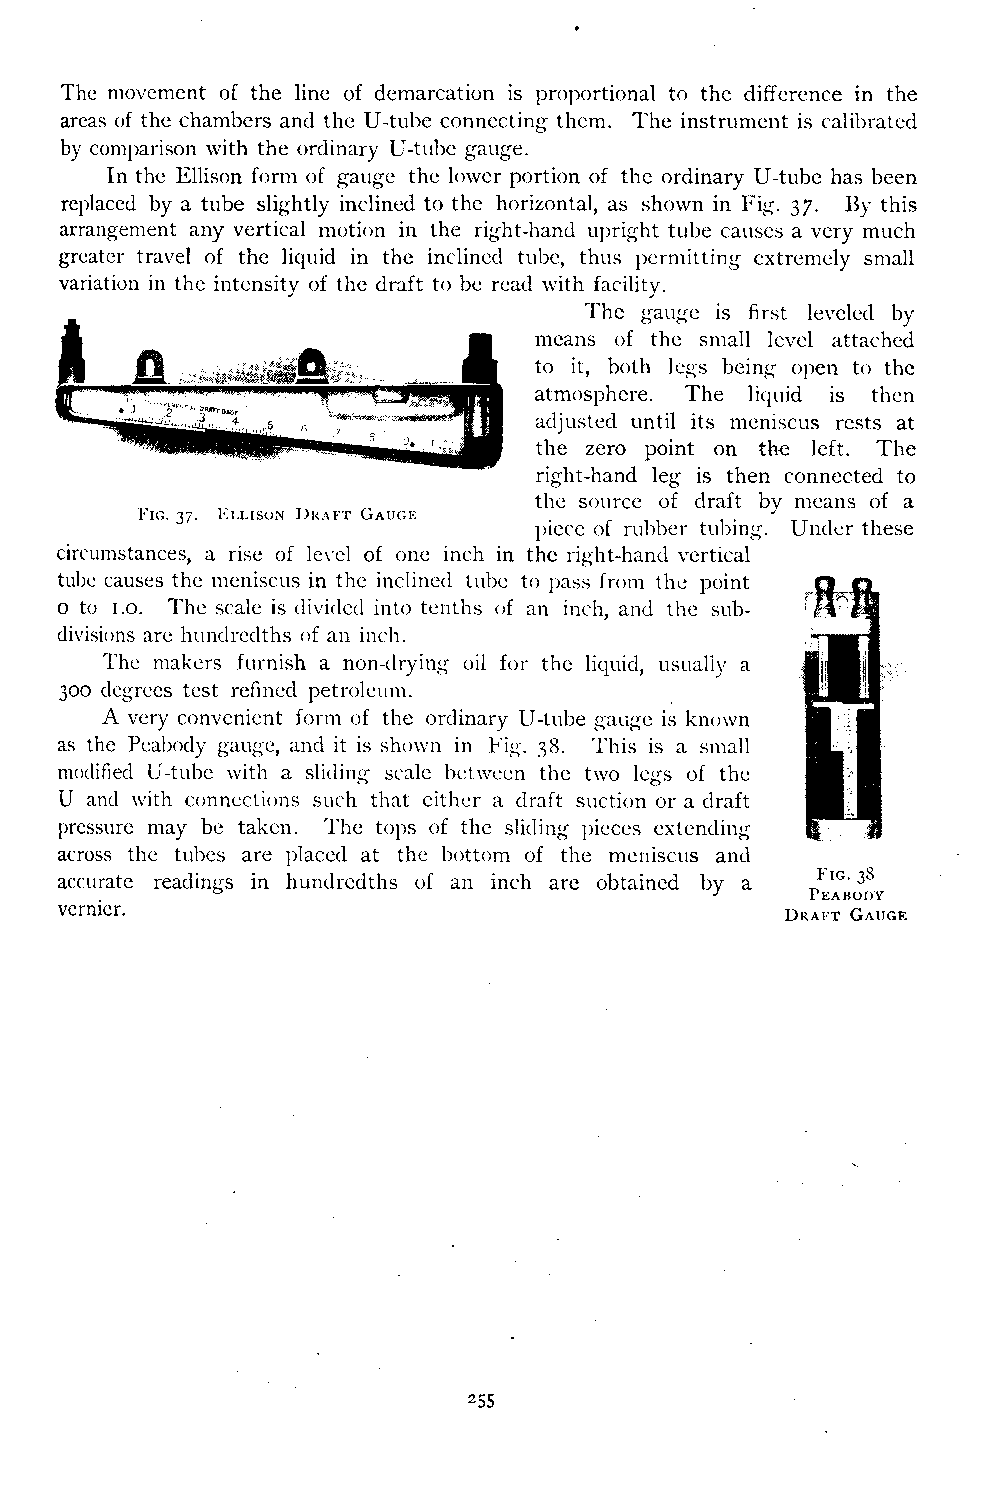 The movement of the line of demarcation is proportional to the difference in the
areas of the chambers and the U-tube connecting them. The instrument is calibrated
by comparison with the ordinary U-tube gauge.
In the Ellison form of gauge the lower portion of the ordinary U-tube has been
replaced by a tube slightly inclined to the horizontal, as shown in Fig. 37. By this
arrangement any vertical motion in the right-hand upright tube causes a very much
greater travel of the liquid in the inclined tube, thus permitting extremely small
variation in the intensity of the draft to be read with facility.
The gauge is first leveled by
means of the small level attached
to it, both legs being open to the
atmosphere. The liquid is then
adjusted until its meniscus rests at
the zero point on the left. The
right-hand leg is then connected to
the source of draft by means of a
piece of rubber tubing. Under these
.1 2 3 4 5 6 7 8 9
DRAFT GAGE
FIG. 37. ELLISON DRAFT GAUGE
circumstances, a rise of level of one inch in the right-hand vertical
tube causes the meniscus in the inclined tube to pass from the point
0 to 1.0. The scale is divided into tenths of an inch, and the sub-
divisions are hundredths of an inch.
The makers furnish a non-drying oil for the liquid, usually a
300 degrees test refined petroleum.
A very convenient form of the ordinary U-tube gauge is known
as the Peabody gauge, and it is shown in Fig. 38. This is a small
modified U-tube with a sliding scale between the two legs of the
U and with connections such that either a draft suction or a draft
pressure may be taken. The tops of the sliding pieces extending
across the tubes are placed at the bottom of the meniscus and
accurate readings in hundredths of an inch are obtained by a
vernier.
FIG. 38
PEABODY
DRAFT GAUGE
255